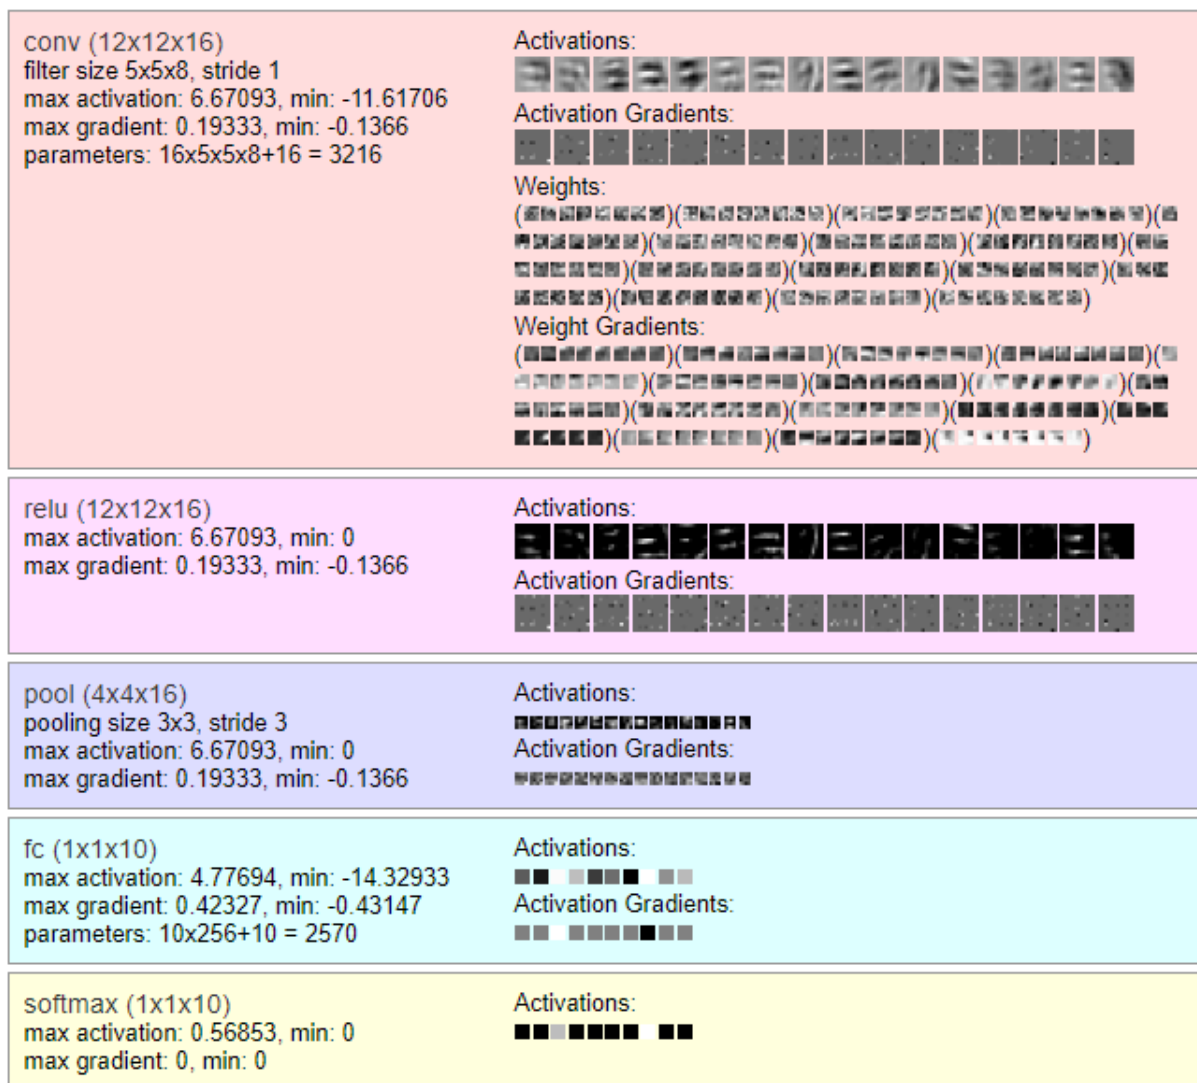 conv (12x12x16)
filter size 5x5x8, stride 1
max activation: 6.67093, min: -11.61706
max gradient: 0.19333, min: -0.1366
parameters: 16x5x5x8+16 = 3216
Activations:
Activation Gradients:
Weights:
( )( )( )( )(
)( )( )( )(
)( )( )( )(
)( )( )( )
Weight Gradients:
( )( )( )( )(
)( )( )( )(
)( )( )( )(
)( )( )( )
relu (12x12x16)
max activation: 6.67093, min: 0
max gradient: 0.19333, min: -0.1366
Activations:
Activation Gradients:
pool (4x4x16)
pooling size 3x3, stride 3
max activation: 6.67093, min: 0
max gradient: 0.19333, min: -0.1366
Activations:
Activation Gradients:
fc (1x1x10)
max activation: 4.77694, min: -14.32933
max gradient: 0.42327, min: -0.43147
parameters: 10x256+10 = 2570
Activations:
Activation Gradients:
softmax (1x1x10)
max activation: 0.56853, min: 0
max gradient: 0, min: 0
Activations: